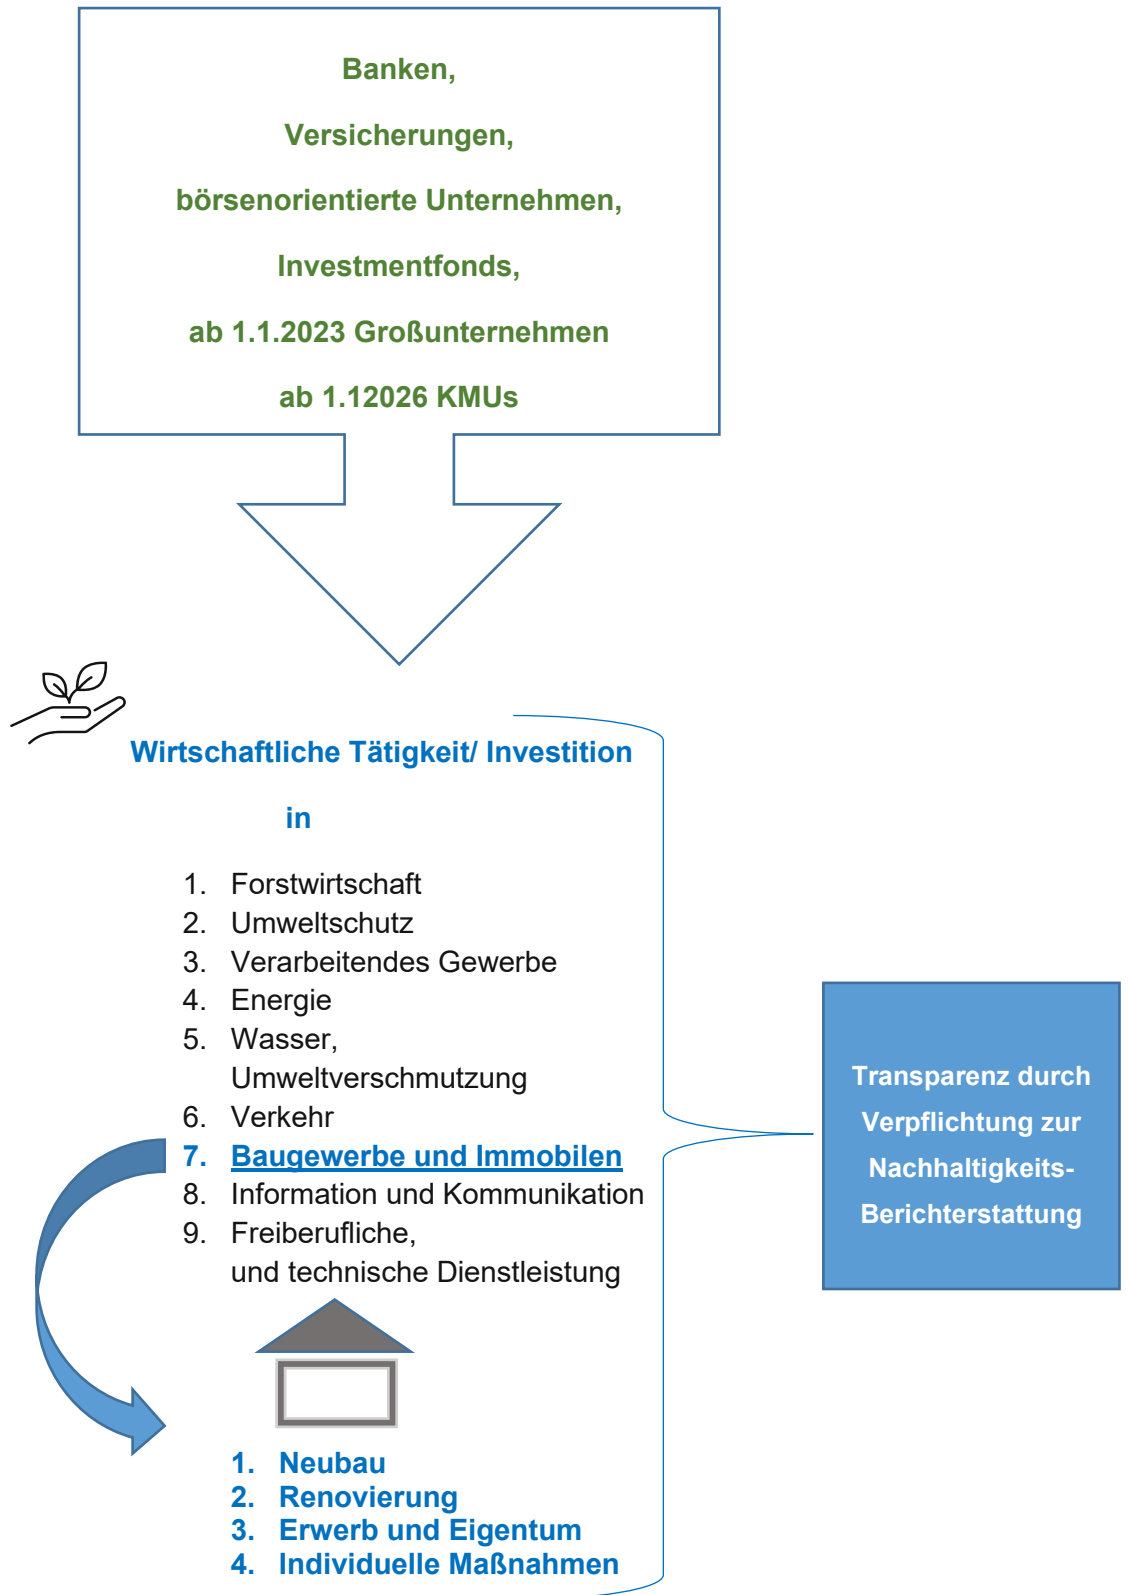 Banken,
Versicherungen,
börsenorientierte Unternehmen,
Investmentfonds,
ab 1.1.2023 Großunternehmen
ab 1.12026 KMUs
Wirtschaftliche Tätigkeit/ Investition
in
1. Forstwirtschaft
2. Umweltschutz
3. Verarbeitendes Gewerbe
4. Energie
5. Wasser,
Umweltverschmutzung
6. Verkehr
7. Baugewerbe und Immobilen
8. Information und Kommunikation
9. Freiberufliche,
und technische Dienstleistung
1. Neubau
2. Renovierung
3. Erwerb und Eigentum
4. Individuelle Maßnahmen
Transparenz durch
Verpflichtung zur
Nachhaltigkeits-
Berichterstattung